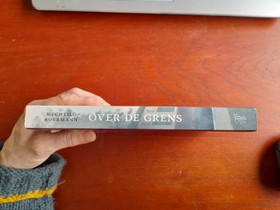 MECHTILD
BORRMANN
OVER DE GRENS